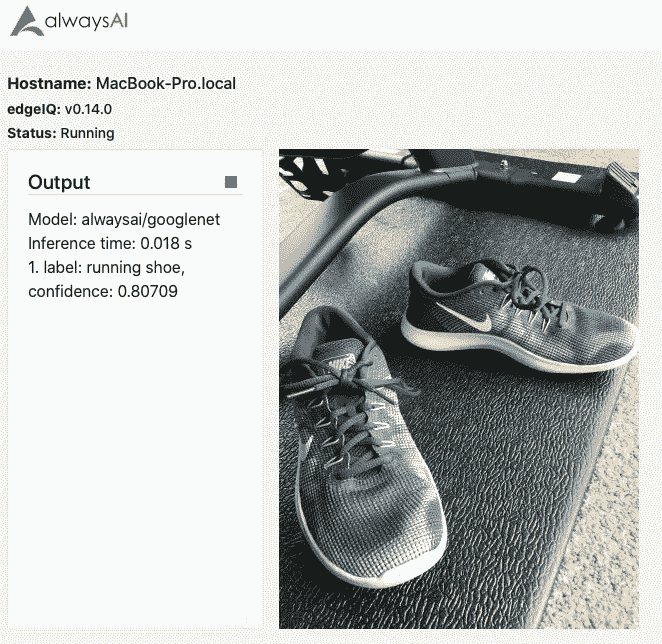 alwaysAI
Hostname: MacBook-Pro.local
edgeIQ: v0.14.0
Status: Running
Output
Model: alwaysai/googlenet
Inference time: 0.018 s
1. label: running shoe,
confidence: 0.80709
NIKE